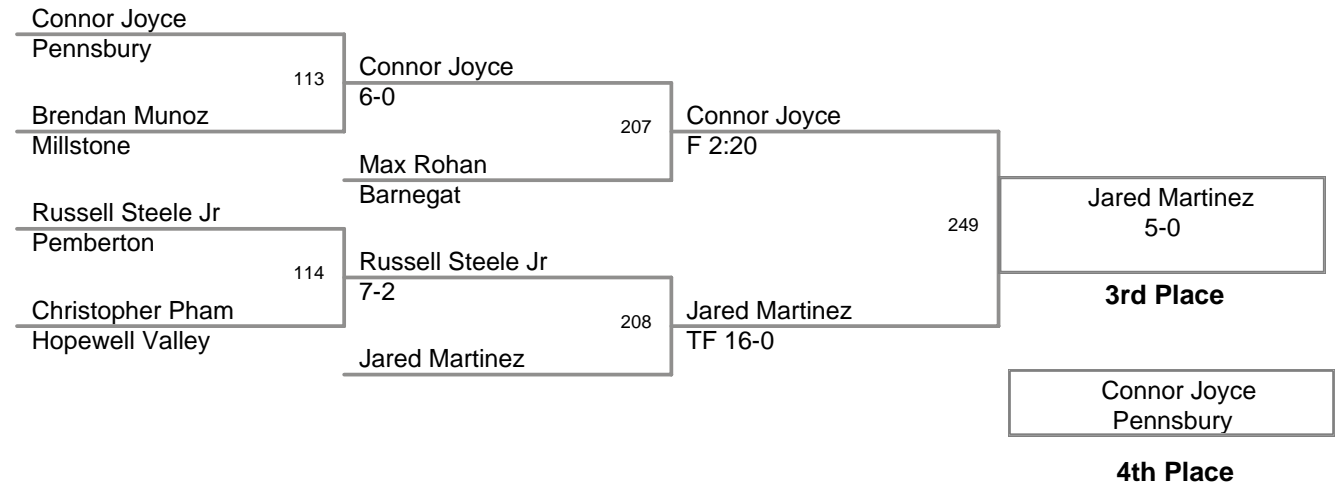 Connor Joyce
Pennsbury
113
Connor Joyce
6-0
Brendan Munoz
Millstone
207
Connor Joyce
F 2:20
Max Rohan
Barnegat
Russell Steele Jr
Pemberton
249
Jared Martinez
5-0
3rd Place
114
Russell Steele Jr
7-2
Christopher Pham
Hopewell Valley
208
Jared Martinez
TF 16-0
Jared Martinez
Connor Joyce
Pennsbury
4th Place